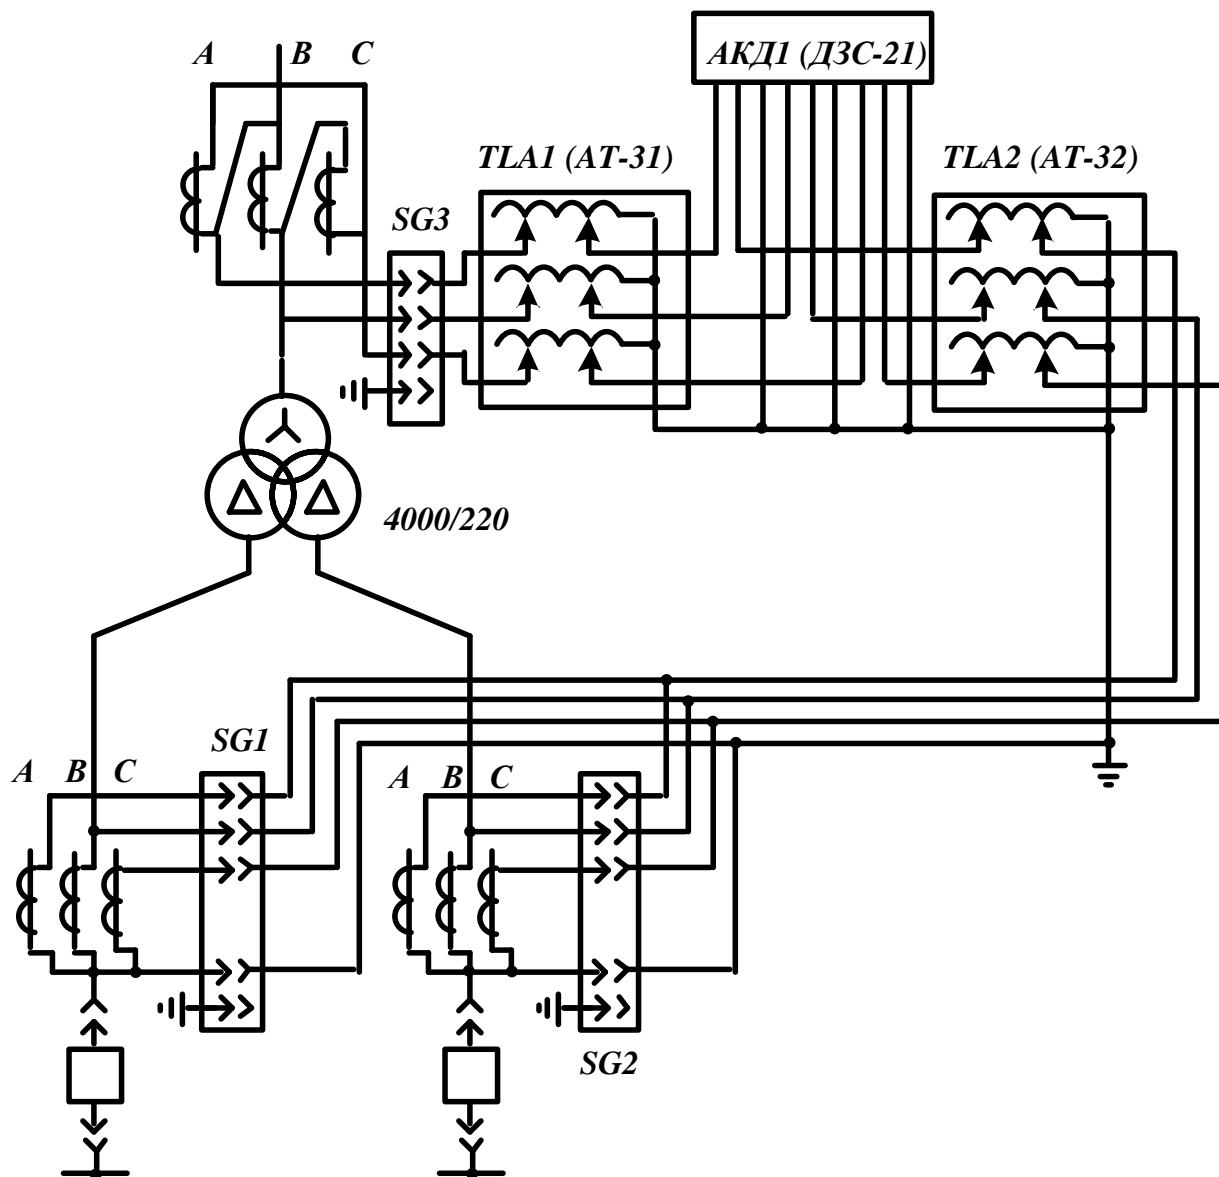 A B C
АКД1 (ДЗС-21)
TLA1 (AT-31)
TLA2 (AT-32)
SG3
4000/220
SG1
A B C
A B C
SG2